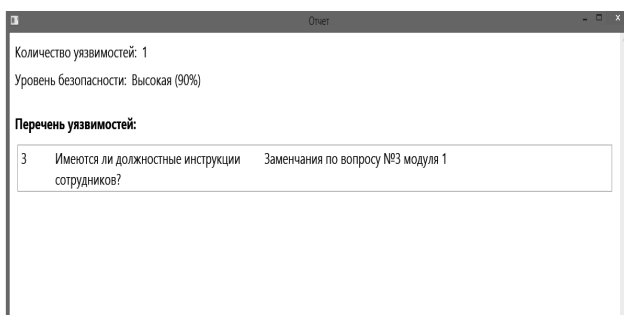 Отчет
Количество уязвимостей: 1
Уровень безопасности: Высокая (90%)
Перечень уязвимостей:
3 Имеются ли должностные инструкции Заменчания по вопросу №3 модуля 1
сотрудников?